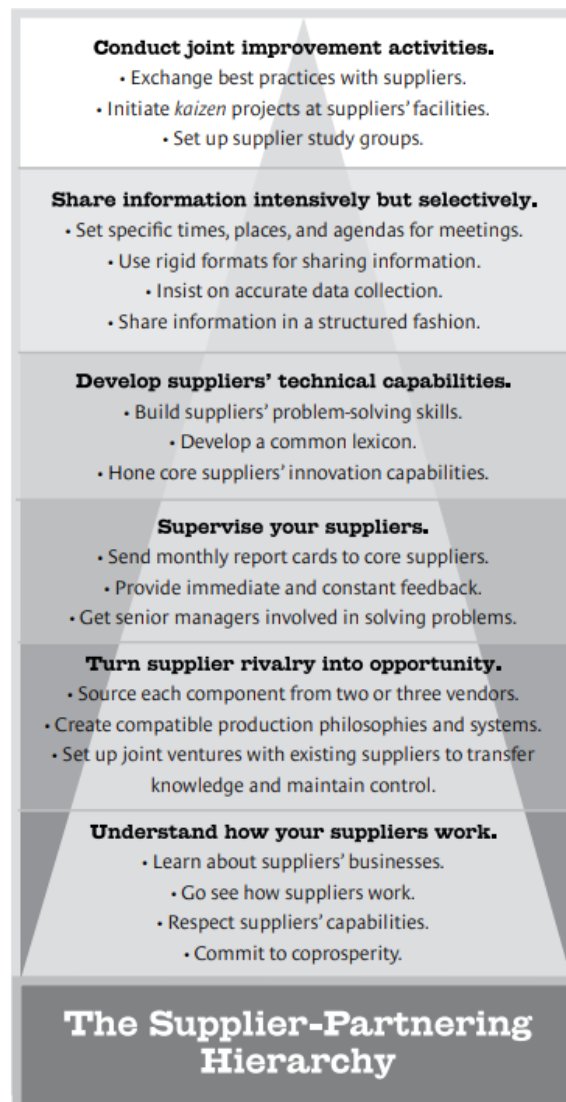 Conduct joint improvement activities.
• Exchange best practices with suppliers.
• Initiate kaizen projects at suppliers' facilities.
• Set up supplier study groups.
Share information intensively but selectively.
• Set specific times, places, and agendas for meetings.
• Use rigid formats for sharing information.
• Insist on accurate data collection.
• Share information in a structured fashion.
Develop suppliers' technical capabilities.
• Build suppliers' problem-solving skills.
• Develop a common lexicon.
• Hone core suppliers' innovation capabilities.
Supervise your suppliers.
• Send monthly report cards to core suppliers.
• Provide immediate and constant feedback.
• Get senior managers involved in solving problems.
Turn supplier rivalry into opportunity.
• Source each component from two or three vendors.
• Create compatible production philosophies and systems.
• Set up joint ventures with existing suppliers to transfer
knowledge and maintain control.
Understand how your suppliers work.
• Learn about suppliers' businesses.
• Go see how suppliers work.
• Respect suppliers' capabilities.
• Commit to coprosperity.
The Supplier-Partnering
Hierarchy